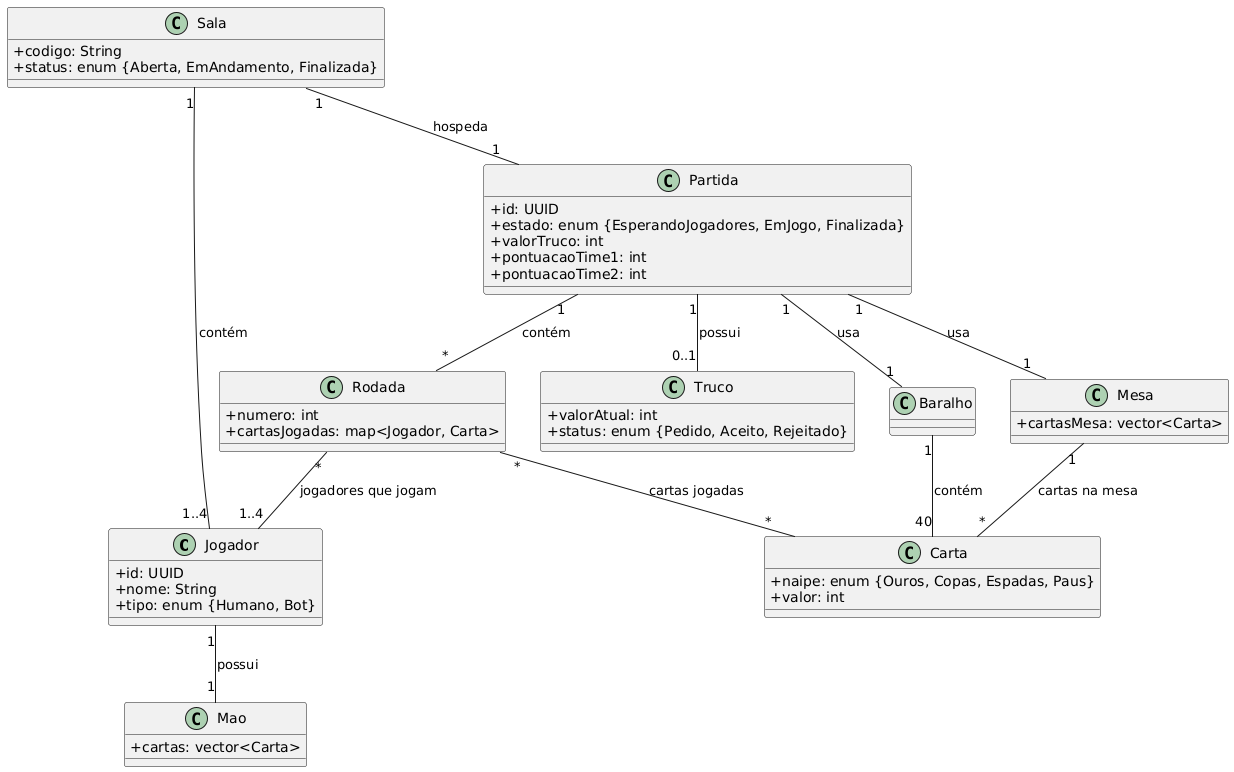 C Sala
+codigo: String
+status: enum {Aberta, EmAndamento, Finalizada}
1
1
hospeda
1
C Partida
+id: UUID
+estado: enum {EsperandoJogadores, EmJogo, Finalizada}
+valorTruco: int
+pontuacaoTime1: int
+pontuacaoTime2: int
1
1
1
1
contém
contém
possui
usa
usa
*
0..1
1
1
C Rodada
+numero: int
+cartasJogadas: map<Jogador, Carta>
C Truco
+valorAtual: int
+status: enum {Pedido, Aceito, Rejeitado}
C Baralho
C Mesa
+cartasMesa: vector<Carta>
*
*
1
1
jogadores que jogam
cartas jogadas
contém
cartas na mesa
1..4
1..4
*
40
*
C Jogador
+id: UUID
+nome: String
+tipo: enum {Humano, Bot}
C Carta
+naipe: enum {Ouros, Copas, Espadas, Paus}
+valor: int
1
possui
1
C Mao
+cartas: vector<Carta>